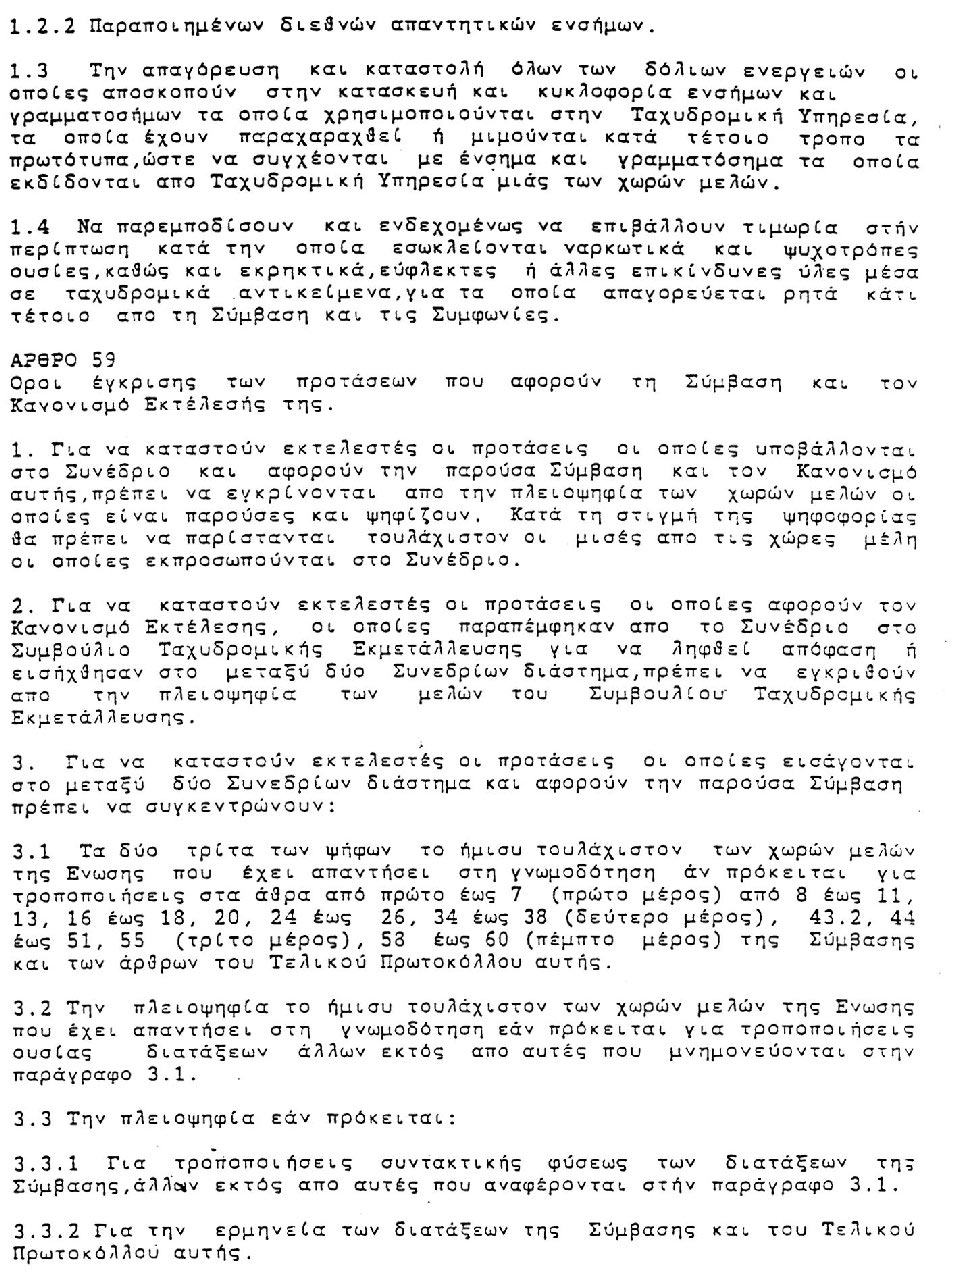 1.2.2 Παραποιημένων διεθνών απαντητικών ενσήμων.
1.3 Την απαγόρευση και καταστολή όλων των δόλιων ενεργειών οι
οποίες αποσκοπούν στην κατασκευή και κυκλοφορία ενσήμων και
γραμματοσήμων τα οποία χρησιμοποιούνται στην Ταχυδρομική Υπηρεσία,
τα οποία έχουν παραχαραχθεί ή μιμούνται κατά τέτοιο τροπο τα
πρωτότυπα,ώστε να συγχέονται με ένσημα και γραμματόσημα τα οποία
εκδίδονται απο Ταχυδρομική Υπηρεσία μιάς των χωρών μελών.
1.4 Να παρεμποδίσουν και ενδεχομένως να επιβάλλουν τιμωρία στήν
περίπτωση κατά την οποία εσωκλείονται ναρκωτικά και ψυχοτρόπες
ουσίες,καθώς και εκρηκτικά,εύφλεκτες ή άλλες επικίνδυνες ύλες μέσα
σε ταχυδρομικά αντικείμενα,για τα οποία απαγορεύεται ρητά κάτι
τέτοιο απο τη Σύμβαση και τις Συμφωνίες.
ΑΡΘΡΟ 59
Οροι έγκρισης των προτάσεων που αφορούν τη Σύμβαση και τον
Κανονισμό Εκτέλεσής της.
1. Για να καταστούν εκτελεστές οι προτάσεις οι οποίες υποβάλλονται
στο Συνέδριο και αφορούν την παρούσα Σύμβαση και τον Κανονισμό
αυτής,πρέπει να εγκρίνονται απο την πλειοψηφία των χωρών μελών οι
οποίες είναι παρούσες και ψηφίζουν. Κατά τη στιγμή της ψηφοφορίας
θα πρέπει να παρίστανται τουλάχιστον οι μισές απο τις χώρες μέλη
οι οποίες εκπροσωπούνται στο Συνέδριο.
2. Για να καταστούν εκτελεστές οι προτάσεις οι οποίες αφορούν τον
Κανονισμό Εκτέλεσης, οι οποίες παραπέμφηκαν απο το Συνέδριο στο
Συμβούλιο Ταχυδρομικής Εκμετάλλευσης για να ληφθεί απόφαση ή
εισήχθησαν στο μεταξύ δύο Συνεδρίων διάστημα,πρέπει να εγκριθούν
απο την πλειοψηφία των μελών του Συμβουλίου Ταχυδρομικής
Εκμετάλλευσης.
3. Για να καταστούν εκτελεστές οι προτάσεις οι οποίες εισάγονται
στο μεταξύ δύο Συνεδρίων διάστημα και αφορούν την παρούσα Σύμβαση
πρέπει να συγκεντρώνουν:
3.1 Τα δύο τρίτα των ψήφων το ήμισυ τουλάχιστον των χωρών μελών
της Ενωσης που έχει απαντήσει στη γνωμοδότηση άν πρόκειται για
τροποποιήσεις στα άθρα από πρώτο έως 7 (πρώτο μέρος) από 8 έως 11,
13, 16 έως 18, 20, 24 έως 26, 34 έως 38 (δεύτερο μέρος), 43.2, 44
έως 51, 55 (τρίτο μέρος), 58 έως 60 (πέμπτο μέρος) της Σύμβασης
και των άρθρων του Τελικού Πρωτοκόλλου αυτής.
3.2 Την πλειοψηφία το ήμισυ τουλάχιστον των χωρών μελών της Ενωσης
που έχει απαντήσει στη γνωμοδότηση εάν πρόκειται για τροποποιήσεις
ουσίας διατάξεων άλλων εκτός απο αυτές που μνημονεύονται στην
παράγραφο 3.1.
3.3 Την πλειοψηφία εάν πρόκειται:
3.3.1 Για τροποποιήσεις συντακτικής φύσεως των διατάξεων της
Σύμβασης,άλλων εκτός απο αυτές που αναφέρονται στήν παράγραφο 3.1.
3.3.2 Για την ερμηνεία των διατάξεων της Σύμβασης και του Τελικού
Πρωτοκόλλού αυτής.